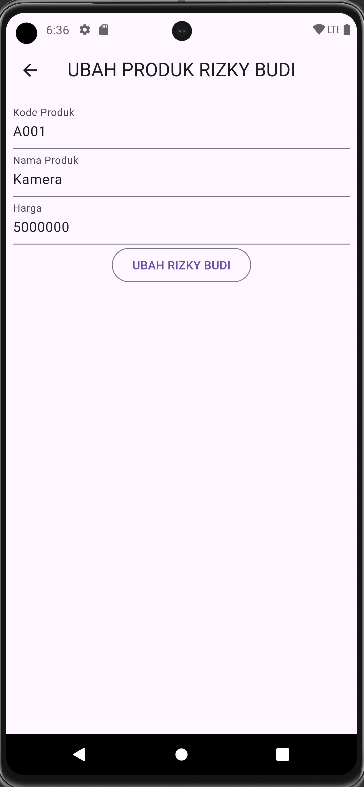 6:36 LTE
UBAH PRODUK RIZKY BUDI
Kode Produk
A001
Nama Produk
Kamera
Harga
5000000
UBAH RIZKY BUDI